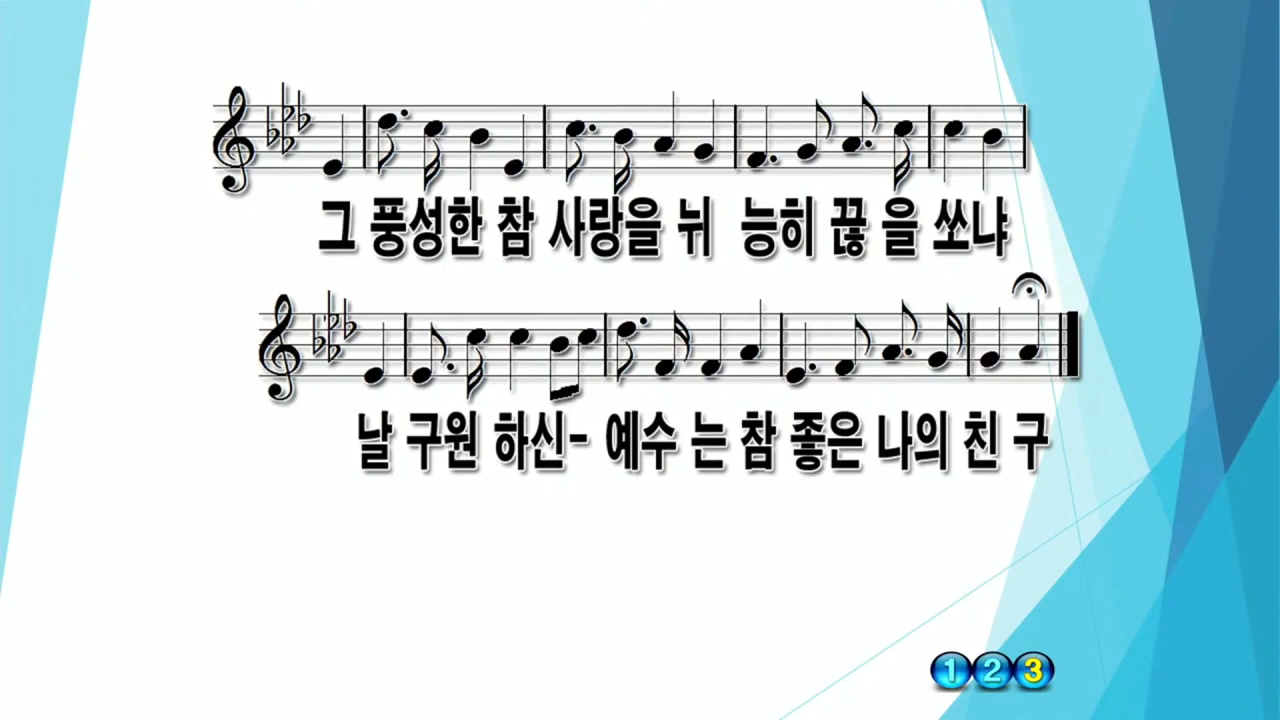 그 풍성한 참 사랑을 뉘 능히 끊 을 쏘냐
날 구원 하신- 예수 는 참 좋은 나의 친 구
1 2 3